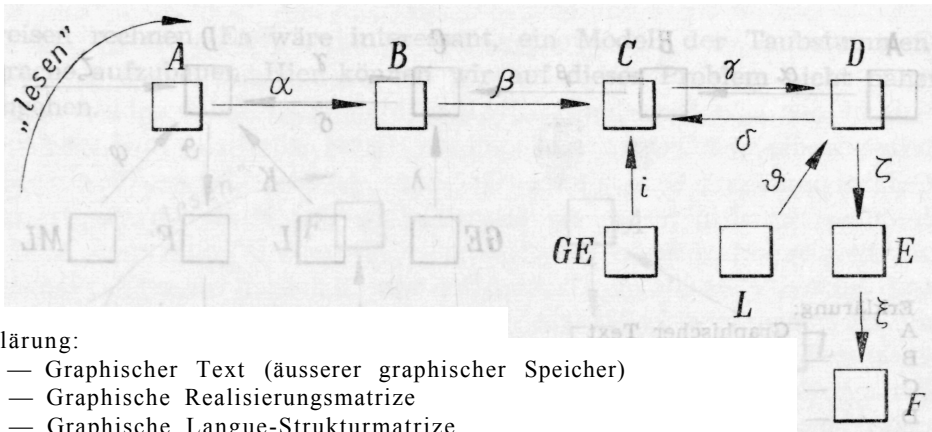 "lesen"
A B C D
α β γ δ
i ϑ ζ
GE L E
ξ
F
lärung:
— Graphischer Text (äusserer graphischer Speicher)
— Graphische Realisierungsmatrize
— Graphische Langue-Strukturmatrize